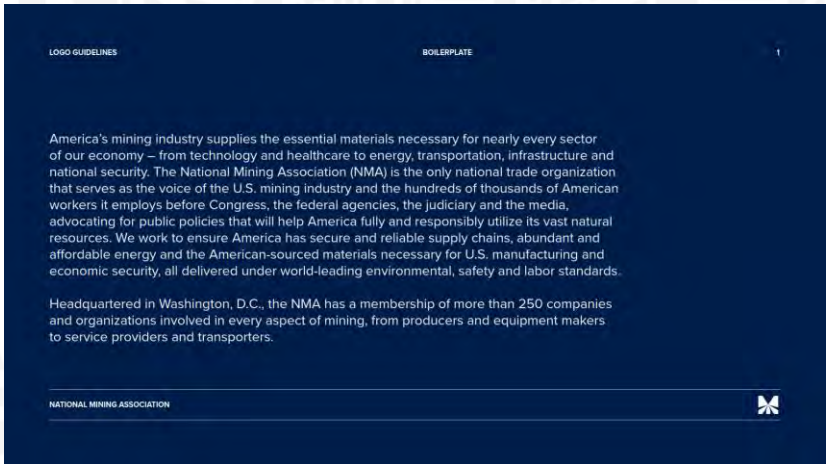 LOGO GUIDELINES
BOILERPLATE
1
America's mining industry supplies the essential materials necessary for nearly every sector
of our economy – from technology and healthcare to energy, transportation, infrastructure and
national security. The National Mining Association (NMA) is the only national trade organization
that serves as the voice of the U.S. mining industry and the hundreds of thousands of American
workers it employs before Congress, the federal agencies, the judiciary and the media,
advocating for public policies that will help America fully and responsibly utilize its vast natural
resources. We work to ensure America has secure and reliable supply chains, abundant and
affordable energy and the American-sourced materials necessary for U.S. manufacturing and
economic security, all delivered under world-leading environmental, safety and labor standards.
Headquartered in Washington, D.C., the NMA has a membership of more than 250 companies
and organizations involved in every aspect of mining, from producers and equipment makers
to service providers and transporters.
NATIONAL MINING ASSOCIATION